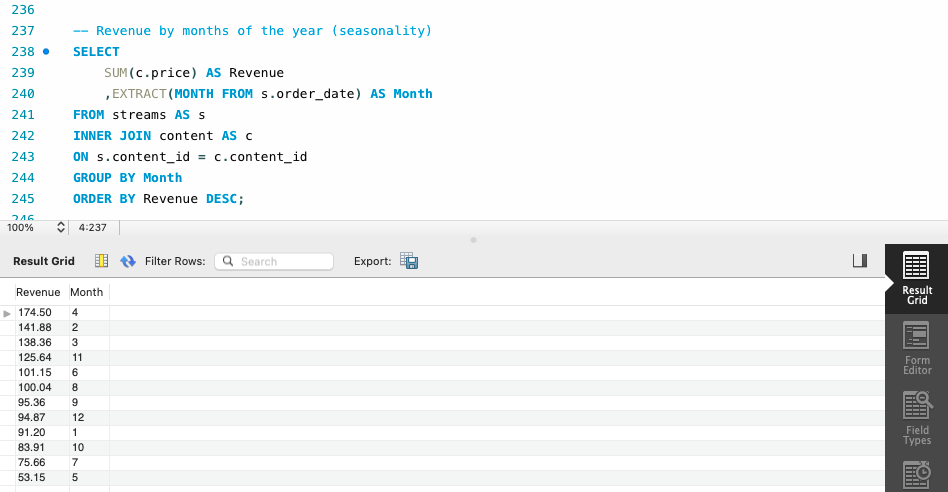 236
237 -- Revenue by months of the year (seasonality)
238 SELECT
239 SUM(c.price) AS Revenue
240 ,EXTRACT(MONTH FROM s.order_date) AS Month
241 FROM streams AS s
242 INNER JOIN content AS c
243 ON s.content_id = c.content_id
244 GROUP BY Month
245 ORDER BY Revenue DESC;
246
100% 4:237
Result Grid Filter Rows: Search Export:
Revenue Month
174.50 4
141.88 2
138.36 3
125.64 11
101.15 6
100.04 8
95.36 9
94.87 12
91.20 1
83.91 10
75.66 7
53.15 5
Result
Grid
Form
Editor
Field
Types